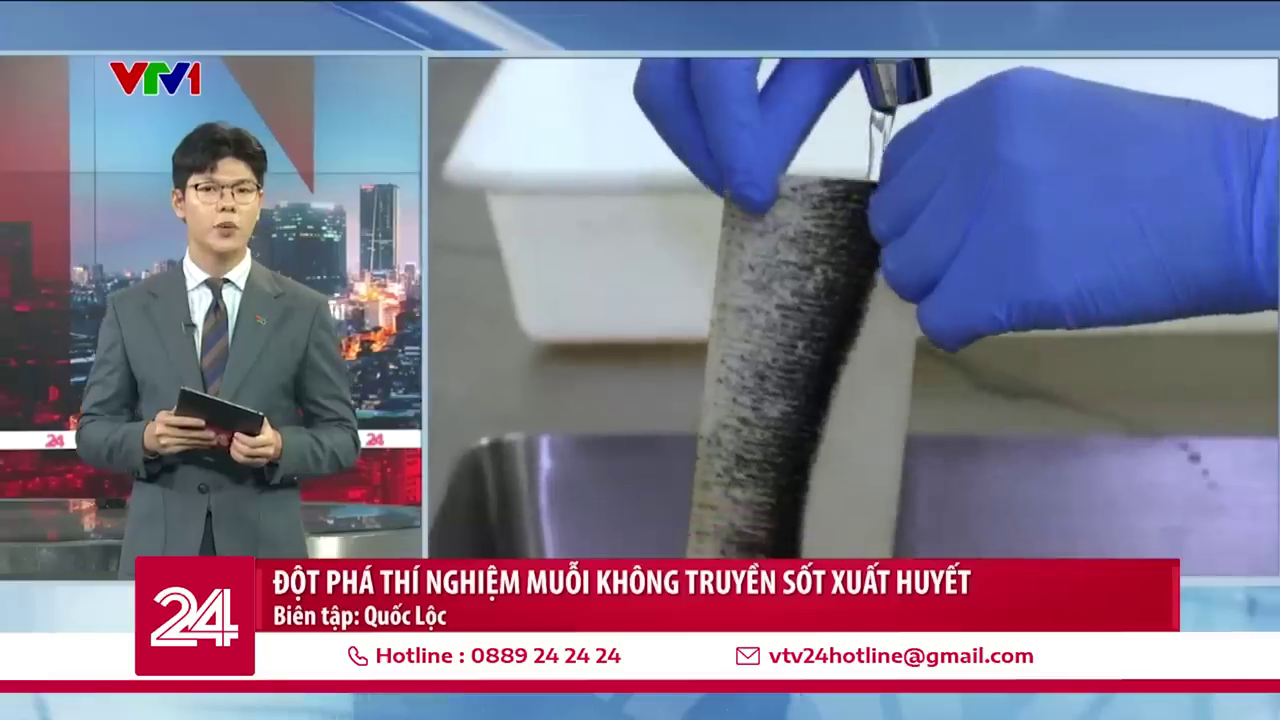 VTV1
24
24
ĐỘT PHÁ THÍ NGHIỆM MUỖI KHÔNG TRUYỀN SỐT XUẤT HUYẾT
Biên tập: Quốc Lộc
24
Hotline : 0889 24 24 24
vtv24hotline@gmail.com